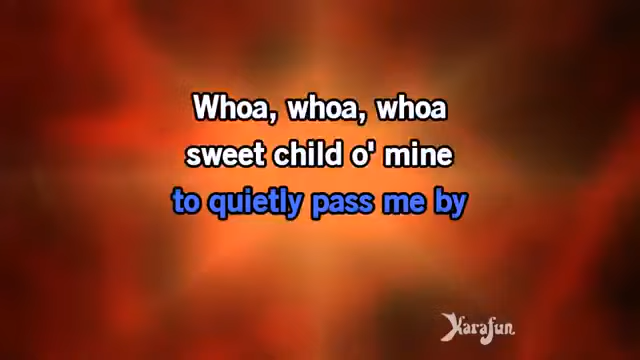 Whoa, whoa, whoa
sweet child o' mine
to quietly pass me by
Karafun